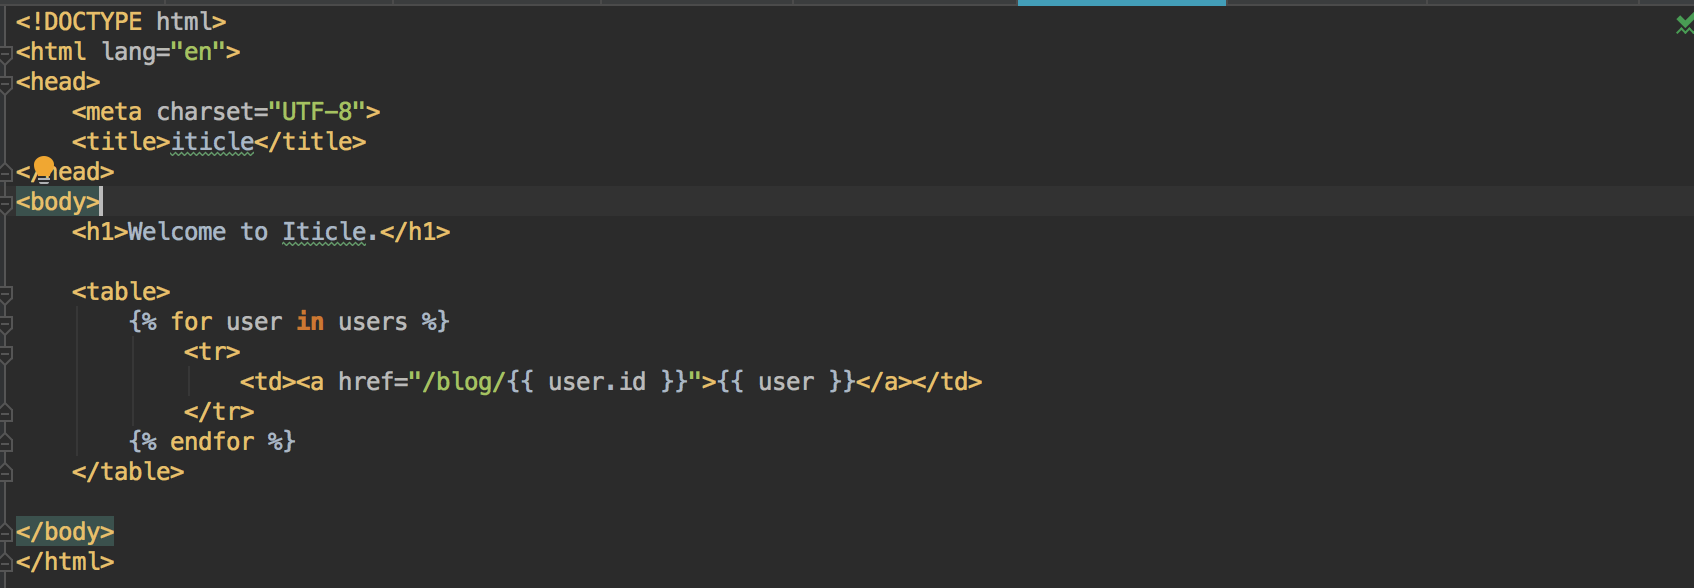 <!DOCTYPE html>
<html lang="en">
<head>
    <meta charset="UTF-8">
    <title>iticle</title>
</head>
<body>
    <h1>Welcome to Iticle.</h1>

    <table>
        {% for user in users %}
            <tr>
                <td><a href="/blog/{{ user.id }}">{{ user }}</a></td>
            </tr>
        {% endfor %}
    </table>

</body>
</html>